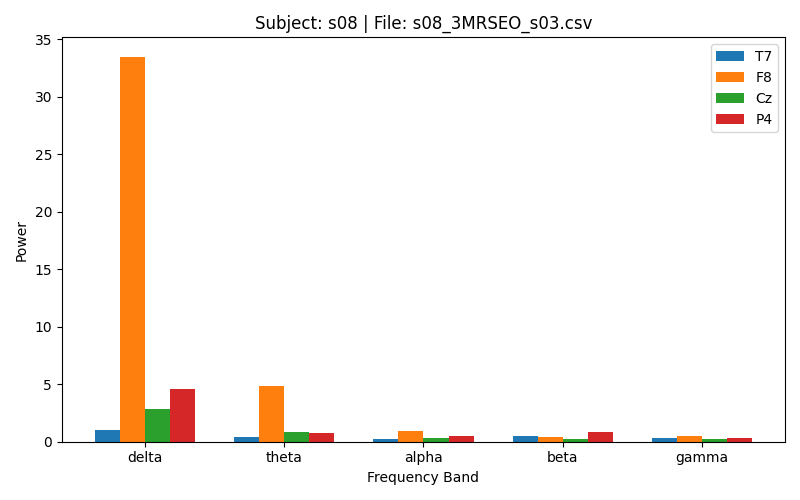 Subject: s08 | File: s08_3MRSEO_s03.csv
35
30
25
20
15
10
5
0
Power
T7
F8
Cz
P4
delta theta alpha beta gamma
Frequency Band